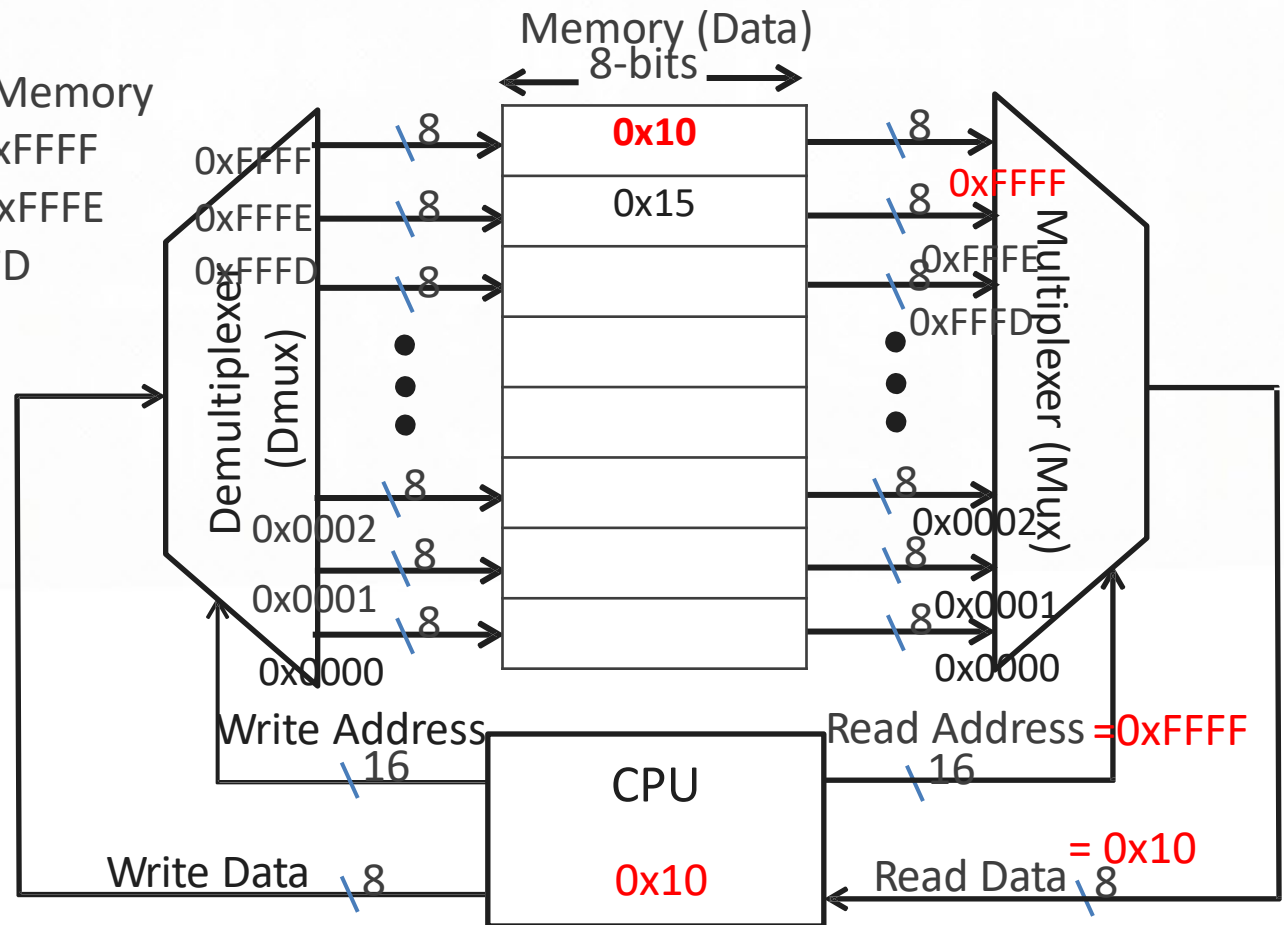 Memory (Data)
8-bits
Memory
xFFFF
xFFFE
D
0xFFFF
0xFFFE
0xFFFD
Demultiplexer
(Dmux)
0x0002
0x0001
0x0000
8
8
8
8
8
8
0x10
0x15
8
8
8
8
8
8
0xFFFF
0xFFFE
0xFFFD
Multiplexer (Mux)
0x0002
0x0001
0x0000
Write Address
16
Read Address =0xFFFF
16
CPU
0x10
Write Data 8
Read Data 8
= 0x10